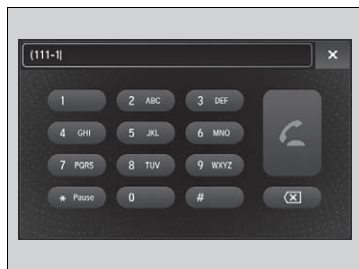 (111-1
1
2 ABC
3 DEF
4 GHI
5 JKL
6 MNO
7 PQRS
8 TUV
9 WXYZ
* Pause
0
#